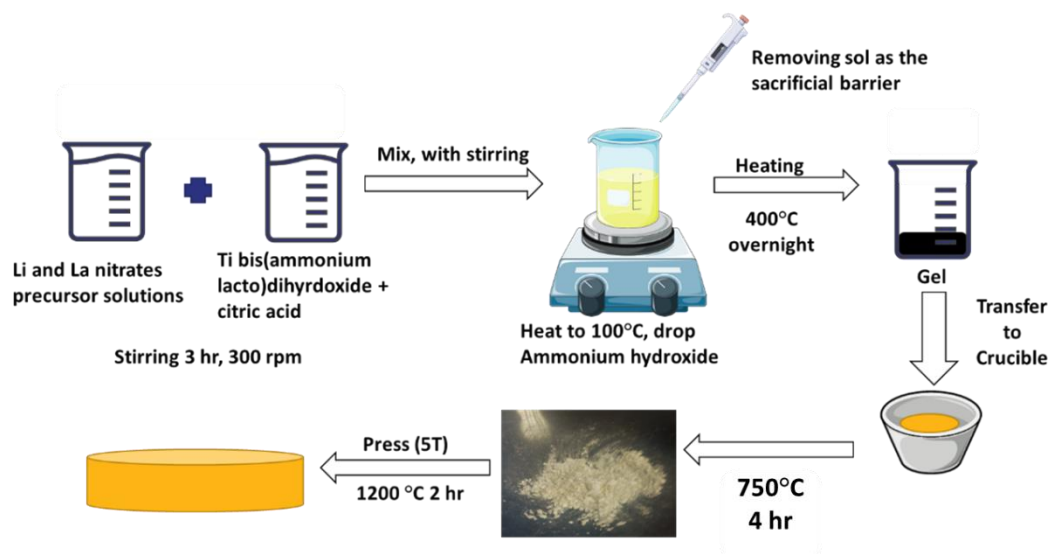 Removing sol as the
sacrificial barrier
Mix, with stirring
Heating
400°C
overnight
Li and La nitrates
precursor solutions
Ti bis(ammonium
lacto)dihyrdoxide +
citric acid
Gel
Stirring 3 hr, 300 rpm
Heat to 100°C, drop
Ammonium hydroxide
Transfer
to
Crucible
Press (5T)
1200 °C 2 hr
750°C
4 hr